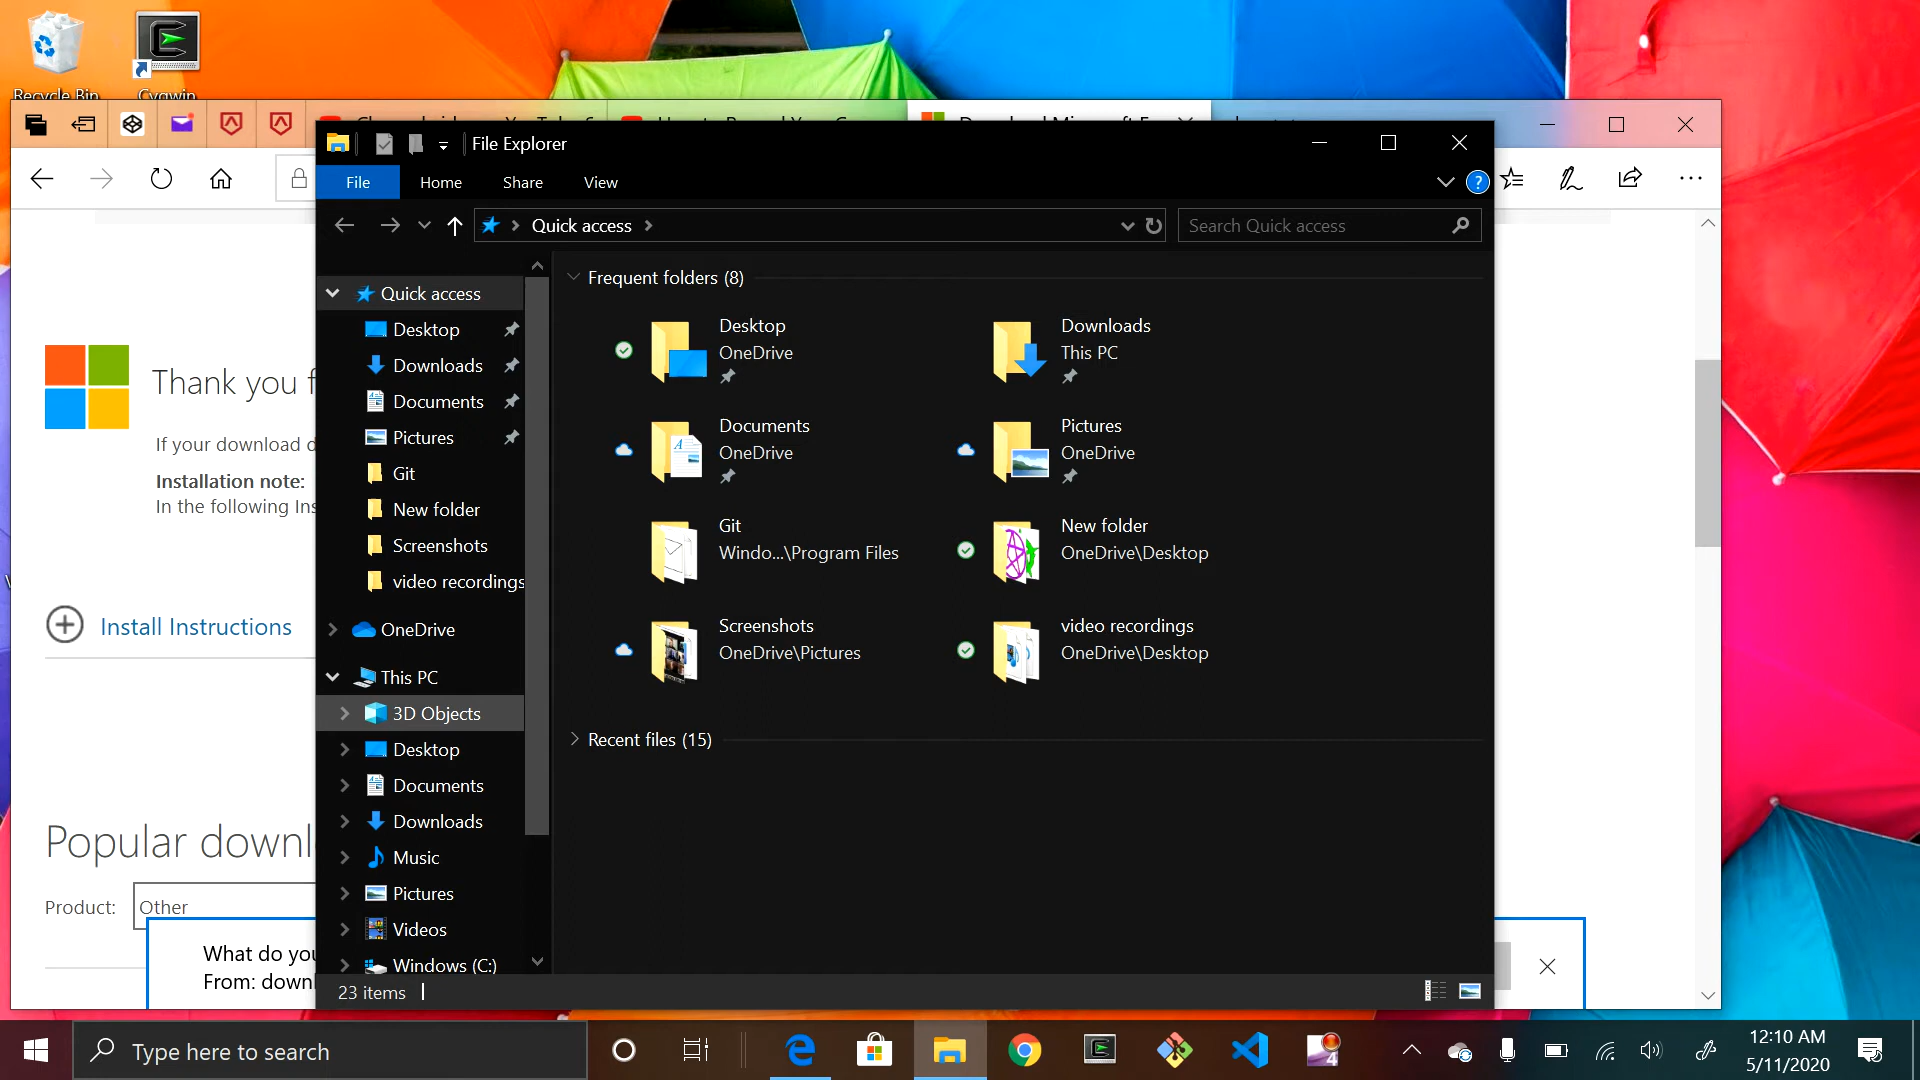 Recycle Bin
Cygwin
File Explorer
File
Home
Share
View
?
Quick access
Search Quick access
Quick access
Desktop
Downloads
Documents
Pictures
Git
New folder
Screenshots
video recordings
OneDrive
This PC
3D Objects
Desktop
Documents
Downloads
Music
Pictures
Videos
Windows (C:)
Frequent folders (8)
Desktop
OneDrive
Downloads
This PC
Documents
OneDrive
Pictures
OneDrive
Git
Windo...\Program Files
New folder
OneDrive\Desktop
Screenshots
OneDrive\Pictures
video recordings
OneDrive\Desktop
Recent files (15)
23 items
Thank you f
If your download d
Installation note:
In the following Ins
Install Instructions
Popular downl
Product:
Other
What do you
From: downl
Type here to search
4
12:10 AM
5/11/2020